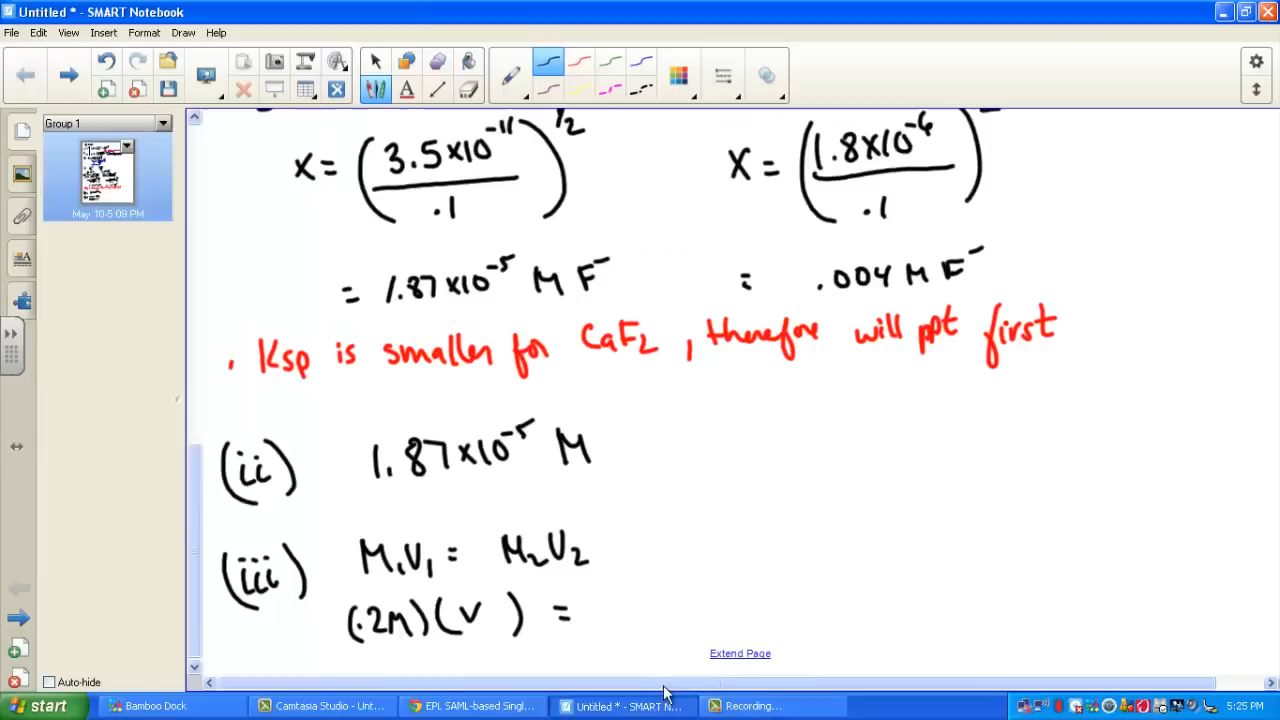 Untitled * - SMART Notebook
File Edit View Insert Format Draw Help
Group 1
May 10-5:09 PM
x = (3.5x10^-11 / .1)^1/2
X = (1.8x10^-6 / .1)
= 1.87x10^-5 M F^-
= .004 M F^-
. Ksp is smaller for CaF2 , therefore will ppt first
(ii) 1.87x10^-5 M
(iii) M1V1 = M2V2
(.2M)(V ) =
Extend Page
Auto-hide
start Bamboo Dock Camtasia Studio - Unt... EPL SAML-based Singl... Untitled * - SMART N... Recording... 5:25 PM